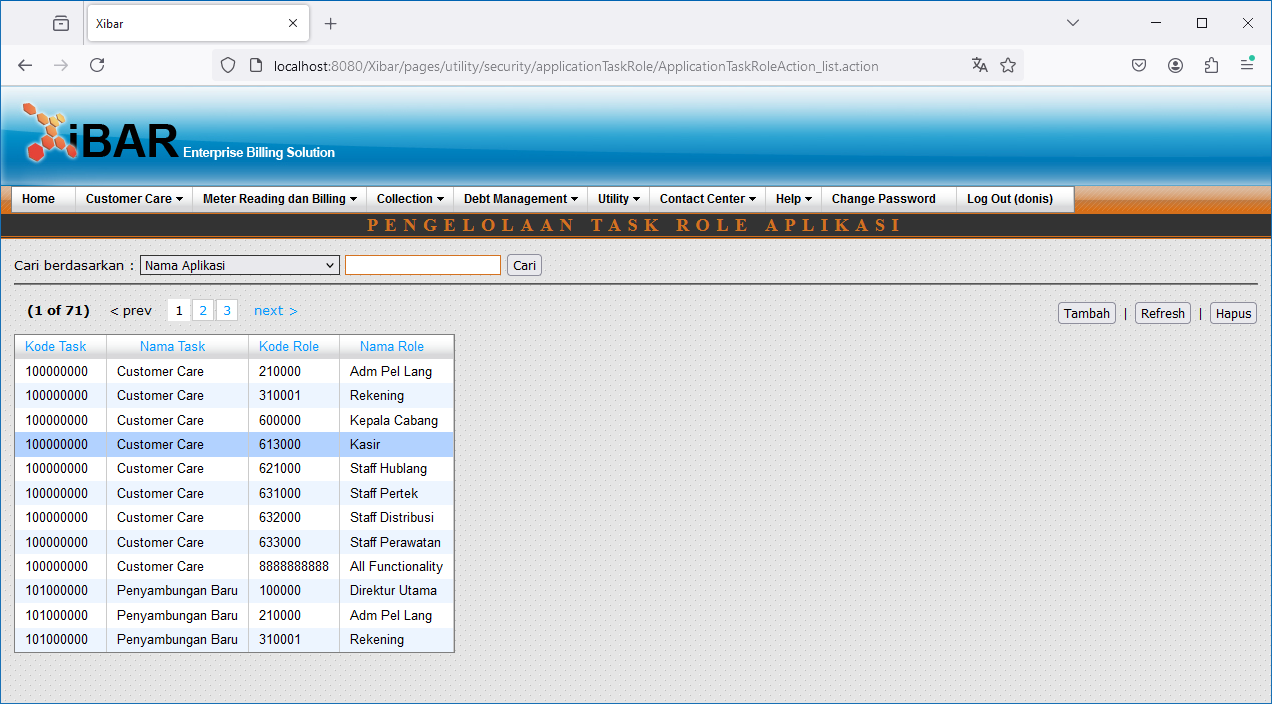 Xibar
localhost:8080/Xibar/pages/utility/security/applicationTaskRole/ApplicationTaskRoleAction_list.action
iBAR Enterprise Billing Solution
Home Customer Care Meter Reading dan Billing Collection Debt Management Utility Contact Center Help Change Password Log Out (donis)
PENGELOLAAN TASK ROLE APLIKASI
Cari berdasarkan : Nama Aplikasi Cari
(1 of 71) < prev 1 2 3 next > Tambah | Refresh | Hapus
Kode Task Nama Task Kode Role Nama Role
100000000 Customer Care 210000 Adm Pel Lang
100000000 Customer Care 310001 Rekening
100000000 Customer Care 600000 Kepala Cabang
100000000 Customer Care 613000 Kasir
100000000 Customer Care 621000 Staff Hublang
100000000 Customer Care 631000 Staff Pertek
100000000 Customer Care 632000 Staff Distribusi
100000000 Customer Care 633000 Staff Perawatan
100000000 Customer Care 8888888888 All Functionality
101000000 Penyambungan Baru 100000 Direktur Utama
101000000 Penyambungan Baru 210000 Adm Pel Lang
101000000 Penyambungan Baru 310001 Rekening